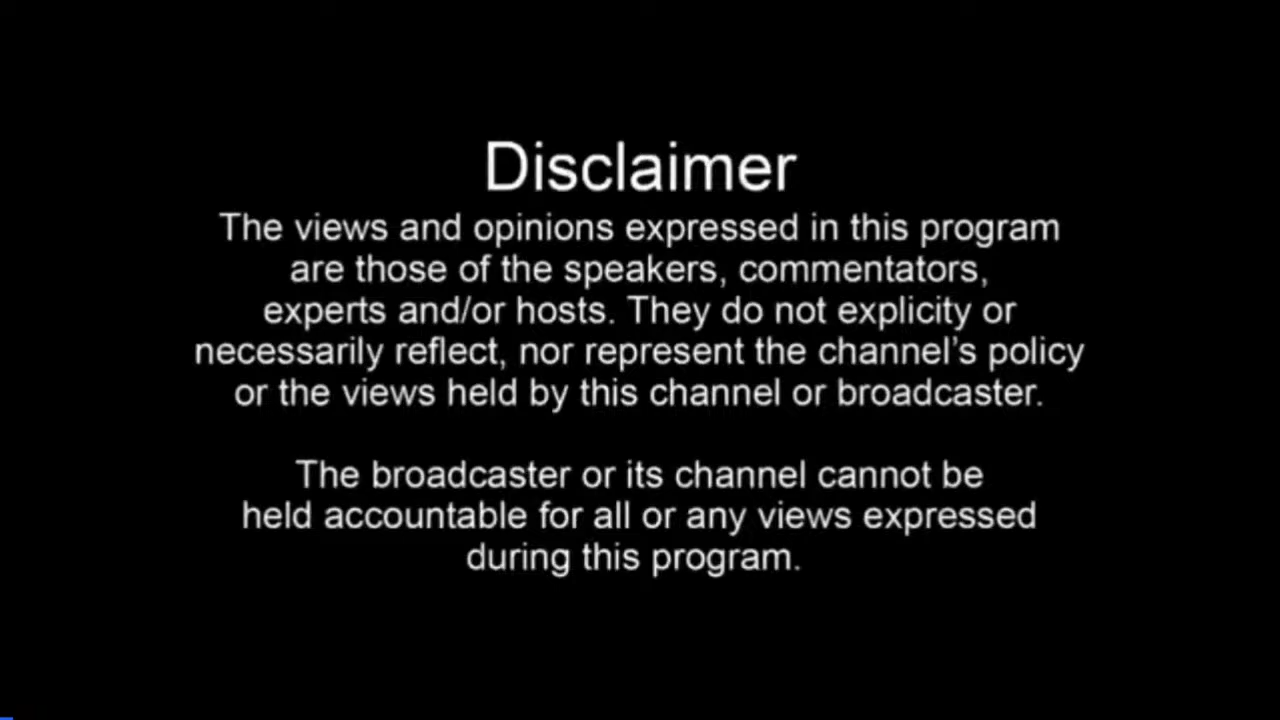 Disclaimer
The views and opinions expressed in this program
are those of the speakers, commentators,
experts and/or hosts. They do not explicity or
necessarily reflect, nor represent the channel's policy
or the views held by this channel or broadcaster.
The broadcaster or its channel cannot be
held accountable for all or any views expressed
during this program.